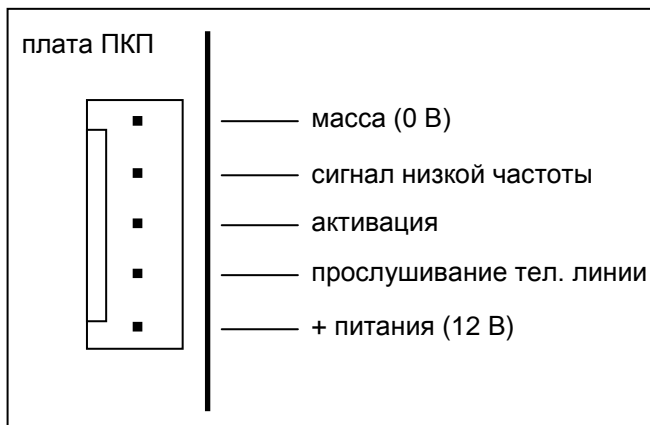 плата ПКП
масса (0 В)
сигнал низкой частоты
активация
прослушивание тел. линии
+ питания (12 В)